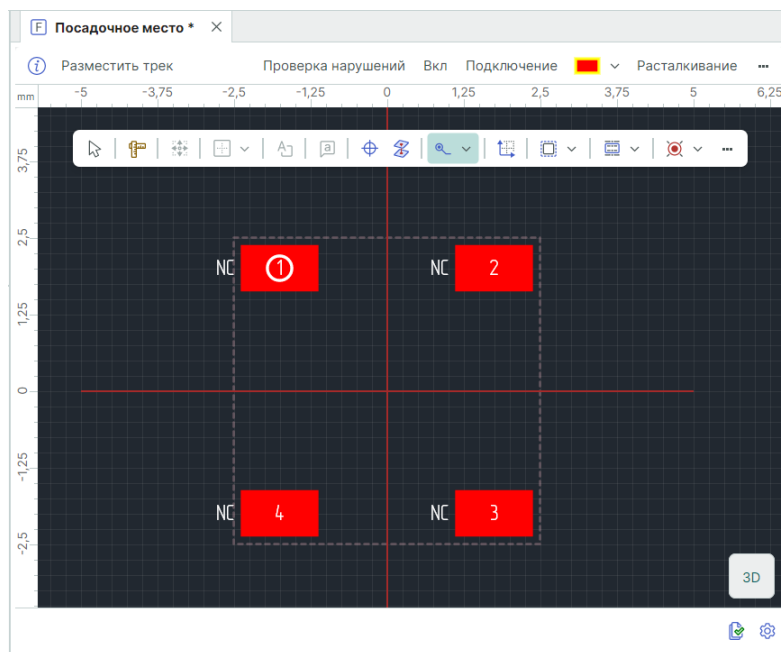 F Посадочное место *
i Разместить трек Проверка нарушений Вкл Подключение Расталкивание
mm -5 -3,75 -2,5 -1,25 0 1,25 2,5 3,75 5 6,25
3,75
2,5
NC 1 NC 2
1,25
0
-1,25
NC 4 NC 3
-2,5
3D